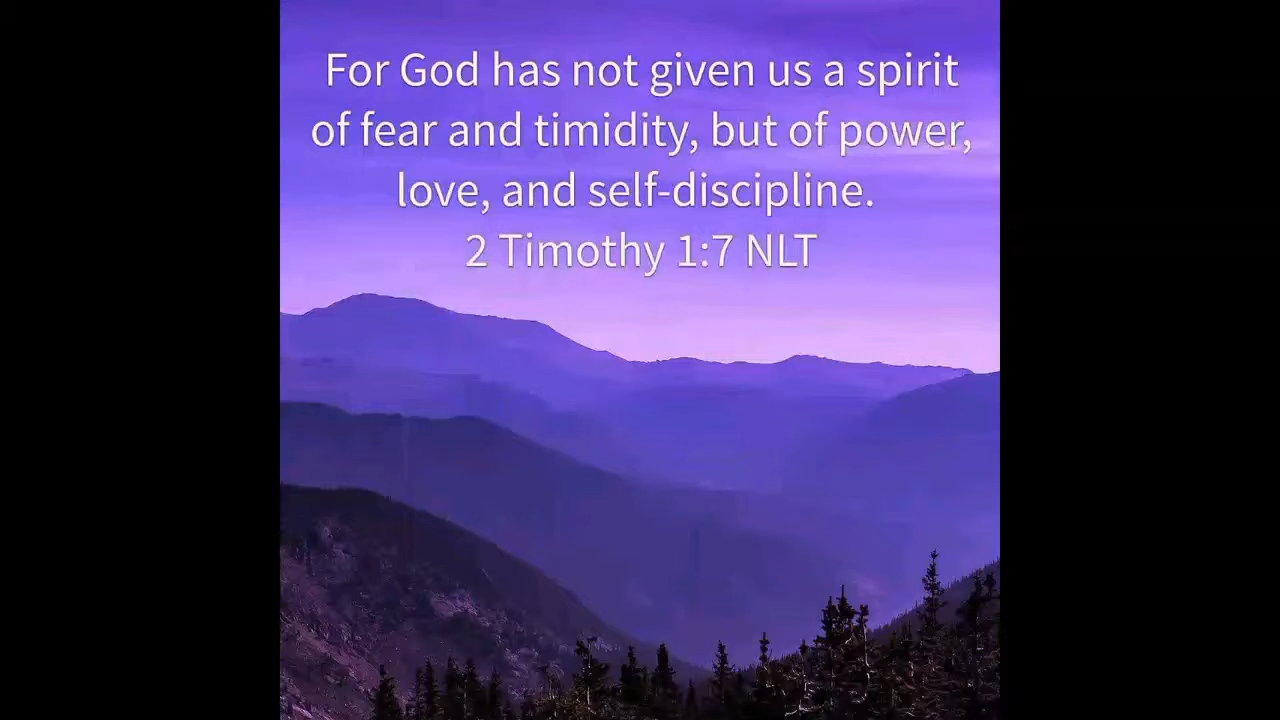 For God has not given us a spirit
of fear and timidity, but of power,
love, and self-discipline.
2 Timothy 1:7 NLT